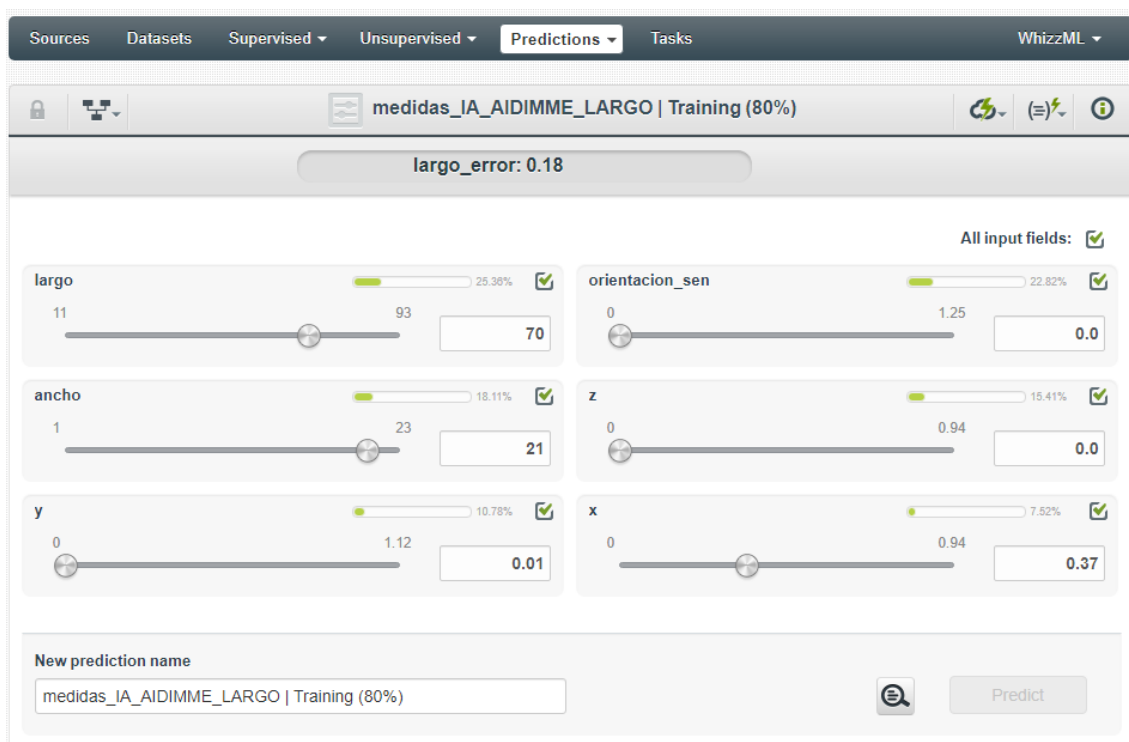 Sources Datasets Supervised Unsupervised Predictions Tasks WhizzML
medidas_IA_AIDIMME_LARGO | Training (80%)
largo_error: 0.18
All input fields:
largo 25.36%
11 93
70
orientacion_sen 22.82%
0 1.25
0.0
ancho 18.11%
1 23
21
z 15.41%
0 0.94
0.0
y 10.78%
0 1.12
0.01
x 7.52%
0 0.94
0.37
New prediction name
medidas_IA_AIDIMME_LARGO | Training (80%)
Predict